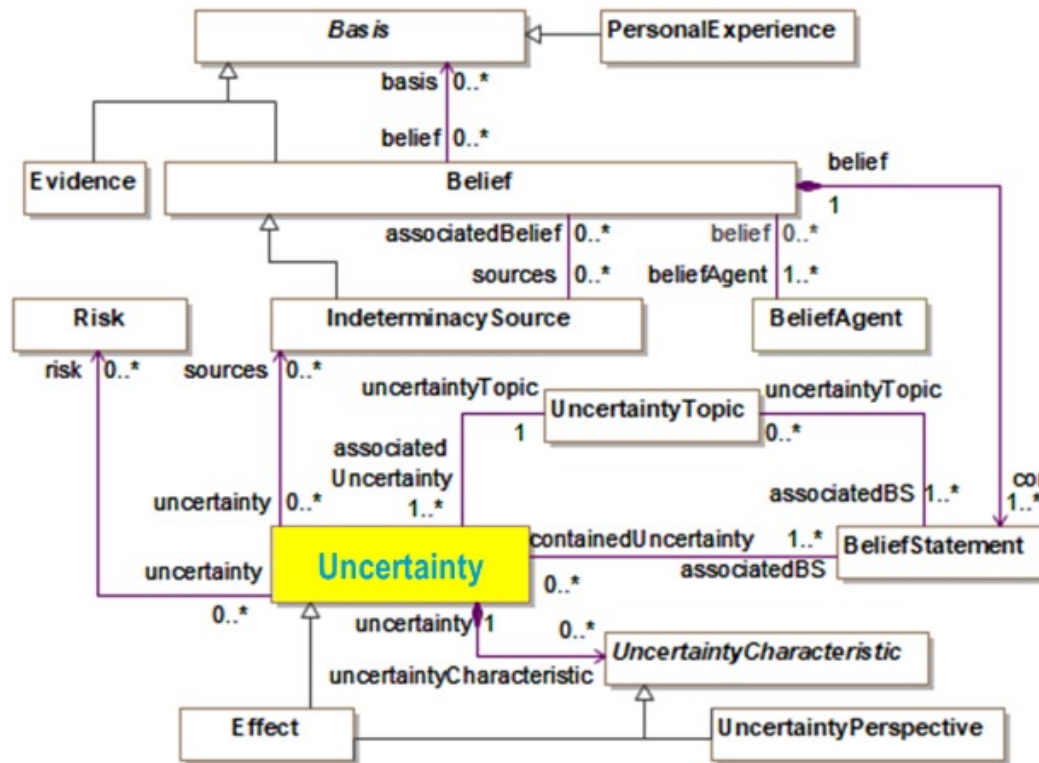 Basis
PersonalExperience
basis 0..*
belief 0..*
Evidence
Belief
belief
1
associatedBelief 0..*
belief 0..*
sources 0..*
beliefAgent 1..*
Risk
IndeterminacySource
BeliefAgent
risk 0..*
sources 0..*
uncertaintyTopic
uncertaintyTopic
UncertaintyTopic
1
0..*
associated
Uncertainty
1..*
uncertainty 0..*
associatedBS 1..*
1..*
Uncertainty
containedUncertainty 1..*
associatedBS
BeliefStatement
uncertainty
0..*
0..*
uncertainty 1
0..*
UncertaintyCharacteristic
uncertaintyCharacteristic
Effect
UncertaintyPerspective